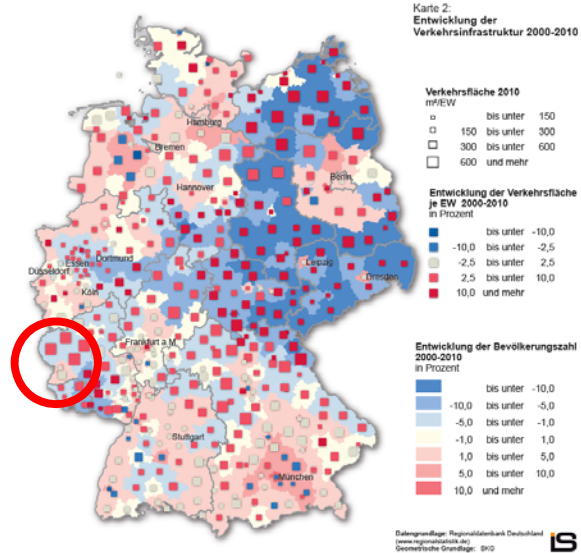 Karte 2:
Entwicklung der
Verkehrsinfrastruktur 2000-2010
Verkehrsfläche 2010
m²/EW
bis unter 150
150 bis unter 300
300 bis unter 600
600 und mehr
Entwicklung der Verkehrsfläche
je EW 2000-2010
in Prozent
bis unter -10,0
-10,0 bis unter -2,5
-2,5 bis unter 2,5
2,5 bis unter 10,0
10,0 und mehr
Entwicklung der Bevölkerungszahl
2000-2010
in Prozent
bis unter -10,0
-10,0 bis unter -5,0
-5,0 bis unter -1,0
-1,0 bis unter 1,0
1,0 bis unter 5,0
5,0 bis unter 10,0
10,0 und mehr
Hamburg
Bremen
Berlin
Hannover
Essen
Dortmund
Düsseldorf
Leipzig
Dresden
Köln
Frankfurt a M
Stuttgart
München
Datengrundlage: Regionaldatenbank Deutschland
(www.regionalstatistik.de)
Geometrische Grundlage: BKG
iS